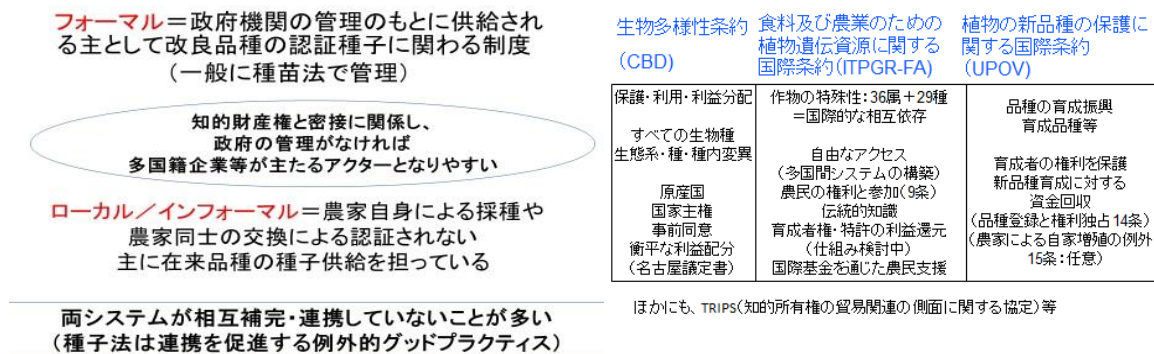 フォーマル＝政府機関の管理のもとに供給され
る主として改良品種の認証種子に関わる制度
（一般に種苗法で管理）
知的財産権と密接に関係し、
政府の管理がなければ
多国籍企業等が主たるアクターとなりやすい
ローカル／インフォーマル＝農家自身による採種や
農家同士の交換による認証されない
主に在来品種の種子供給を担っている
両システムが相互補完・連携していないことが多い
（種子法は連携を促進する例外的グッドプラクティス）
生物多様性条約
(CBD)
保護・利用・利益分配
すべての生物種
生態系・種・種内変異
原産国
国家主権
事前同意
衡平な利益配分
(名古屋議定書)
食料及び農業のための
植物遺伝資源に関する
国際条約(ITPGR-FA)
作物の特殊性：36属＋29種
＝国際的な相互依存
自由なアクセス
(多国間システムの構築)
農民の権利と参加(9条)
伝統的知識
育成者権・特許の利益還元
(仕組み検討中)
国際基金を通じた農民支援
植物の新品種の保護に
関する国際条約
(UPOV)
品種の育成振興
育成品種等
育成者の権利を保護
新品種育成に対する
資金回収
(品種登録と権利独占14条)
(農家による自家増殖の例外
15条：任意)
ほかにも、TRIPS(知的所有権の貿易関連の側面に関する協定)等